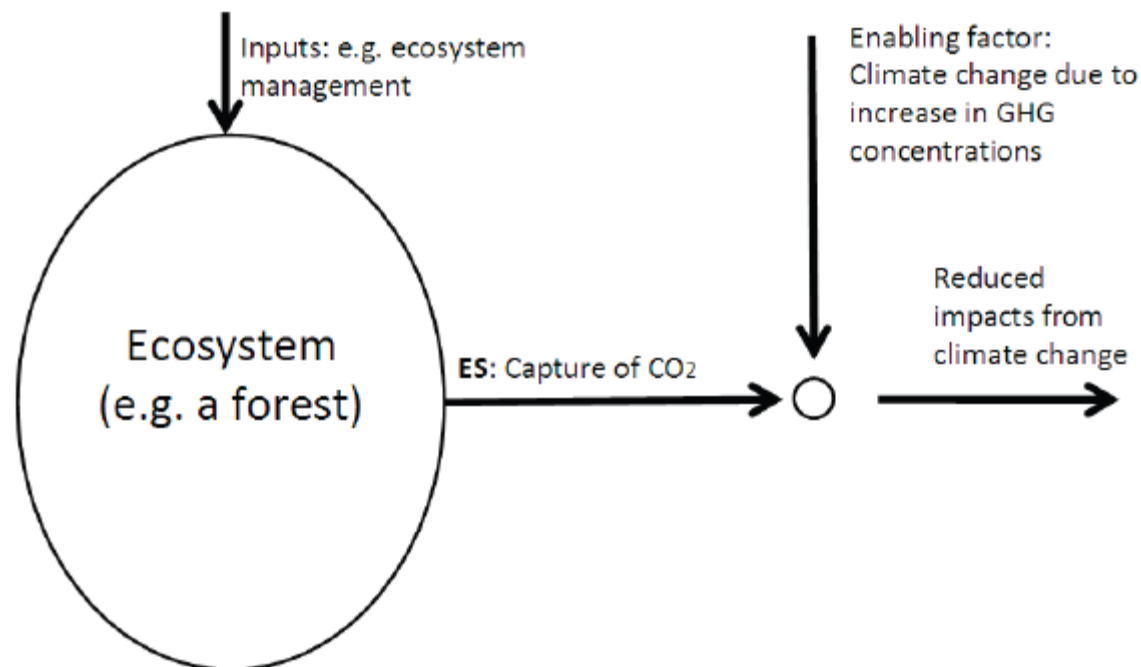 Inputs: e.g. ecosystem
management
Enabling factor:
Climate change due to
increase in GHG
concentrations
Reduced
impacts from
climate change
Ecosystem
(e.g. a forest)
ES: Capture of CO2